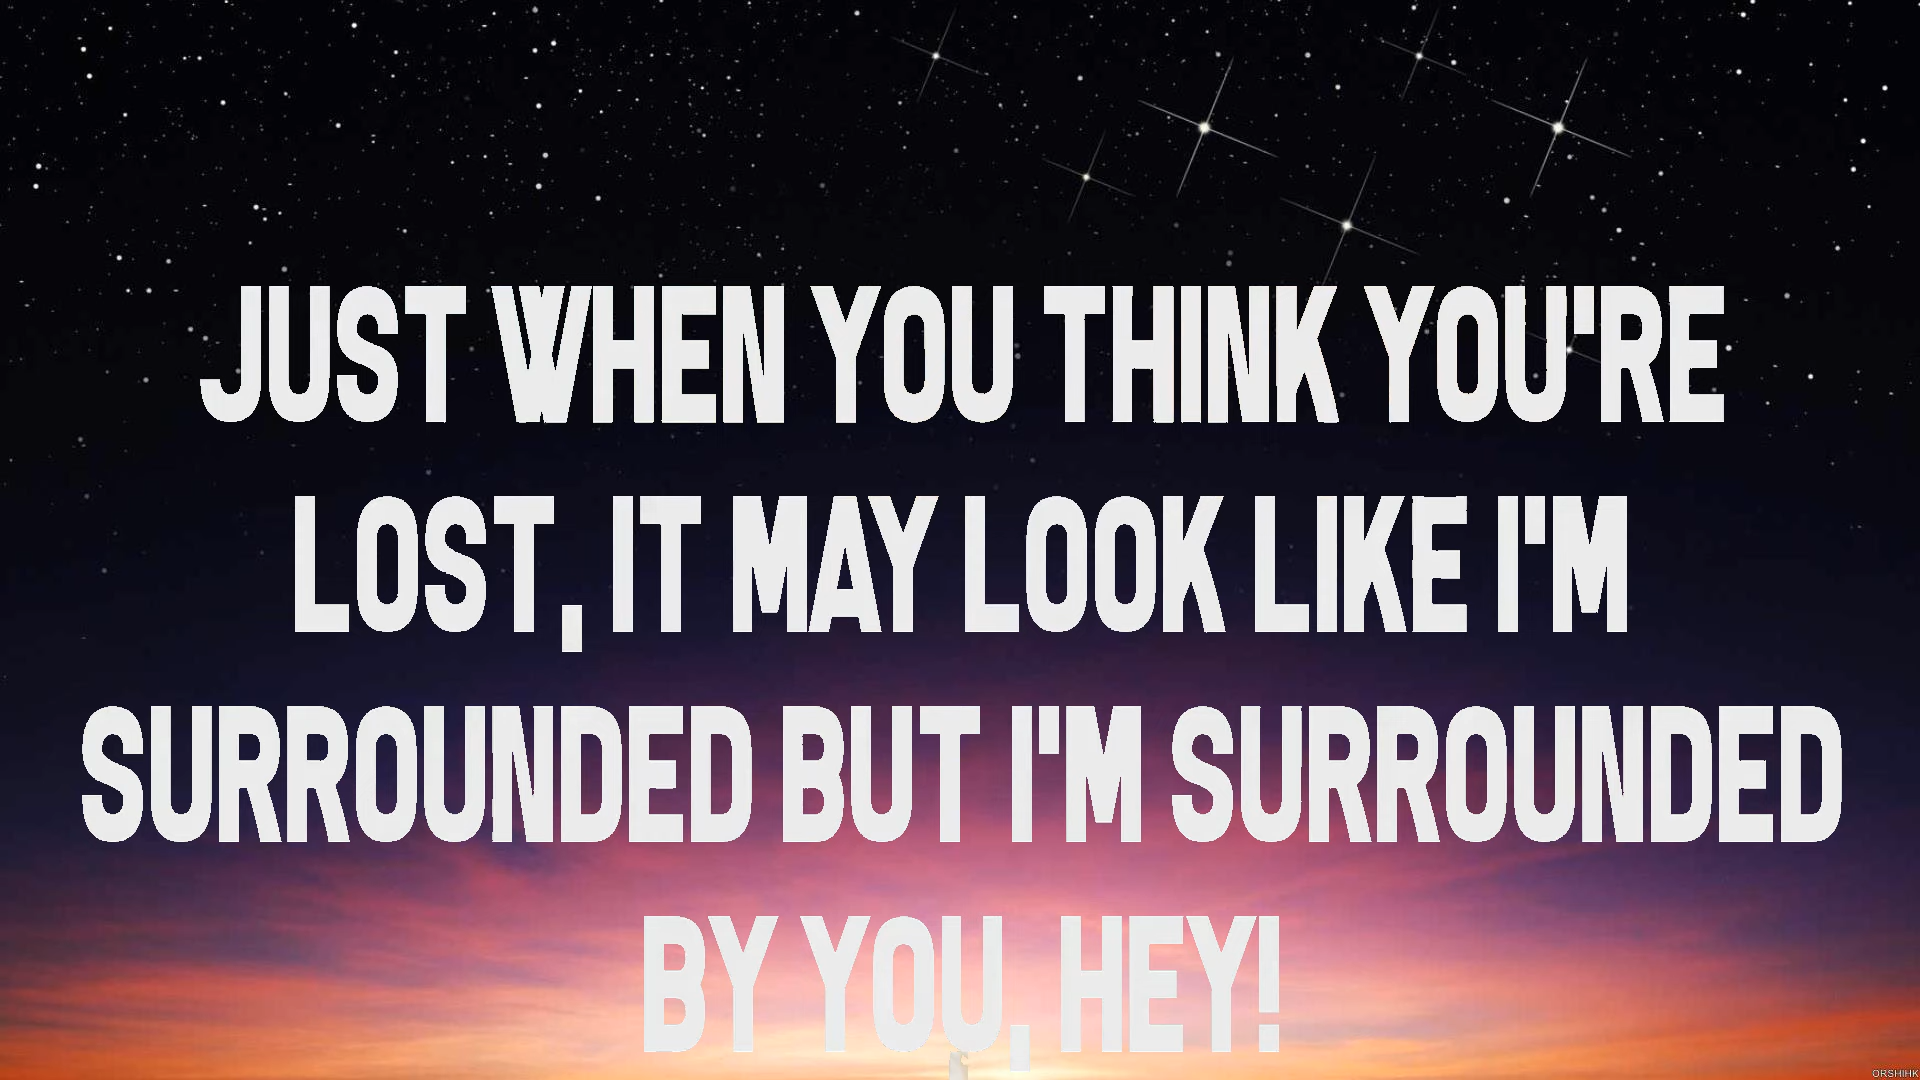 JUST WHEN YOU THINK YOU'RE
LOST, IT MAY LOOK LIKE I'M
SURROUNDED BUT I'M SURROUNDED
BY YOU, HEY!
ORSHIHK